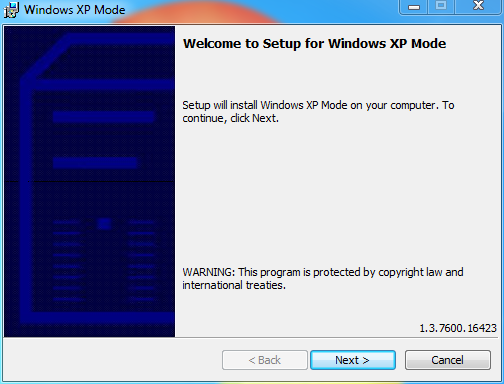 Windows XP Mode
Welcome to Setup for Windows XP Mode
Setup will install Windows XP Mode on your computer. To
continue, click Next.
WARNING: This program is protected by copyright law and
international treaties.
1.3.7600.16423
< Back
Next >
Cancel